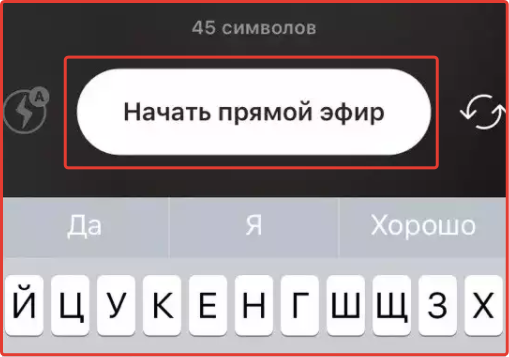 45 символов
A
Начать прямой эфир
Да Я Хорошо
Й Ц У К Е Н Г Ш Щ З Х